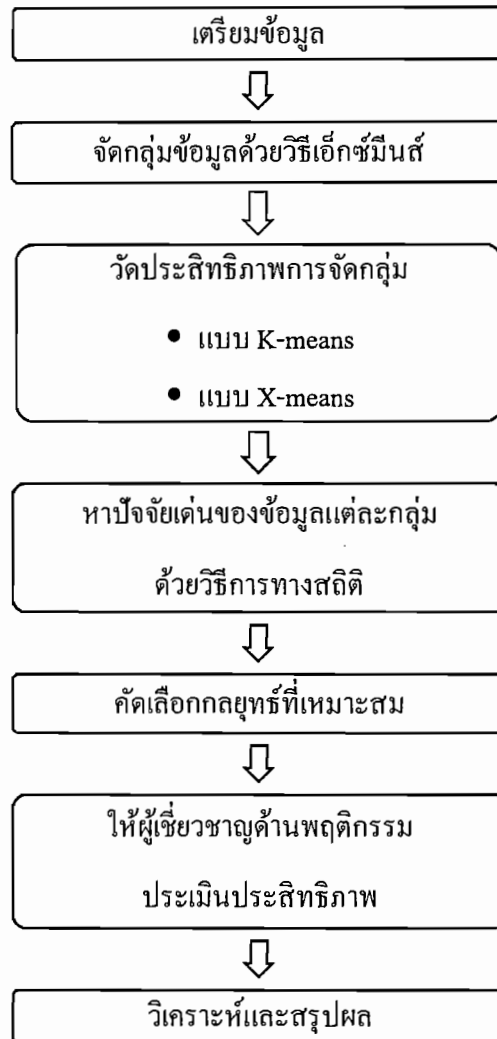 เตรียมข้อมูล
จัดกลุ่มข้อมูลด้วยวิธีเอ็กซ์มีนส์
วัดประสิทธิภาพการจัดกลุ่ม
• แบบ K-means
• แบบ X-means
หาปัจจัยเด่นของข้อมูลแต่ละกลุ่ม
ด้วยวิธีการทางสถิติ
คัดเลือกกลยุทธ์ที่เหมาะสม
ให้ผู้เชี่ยวชาญด้านพฤติกรรม
ประเมินประสิทธิภาพ
วิเคราะห์และสรุปผล